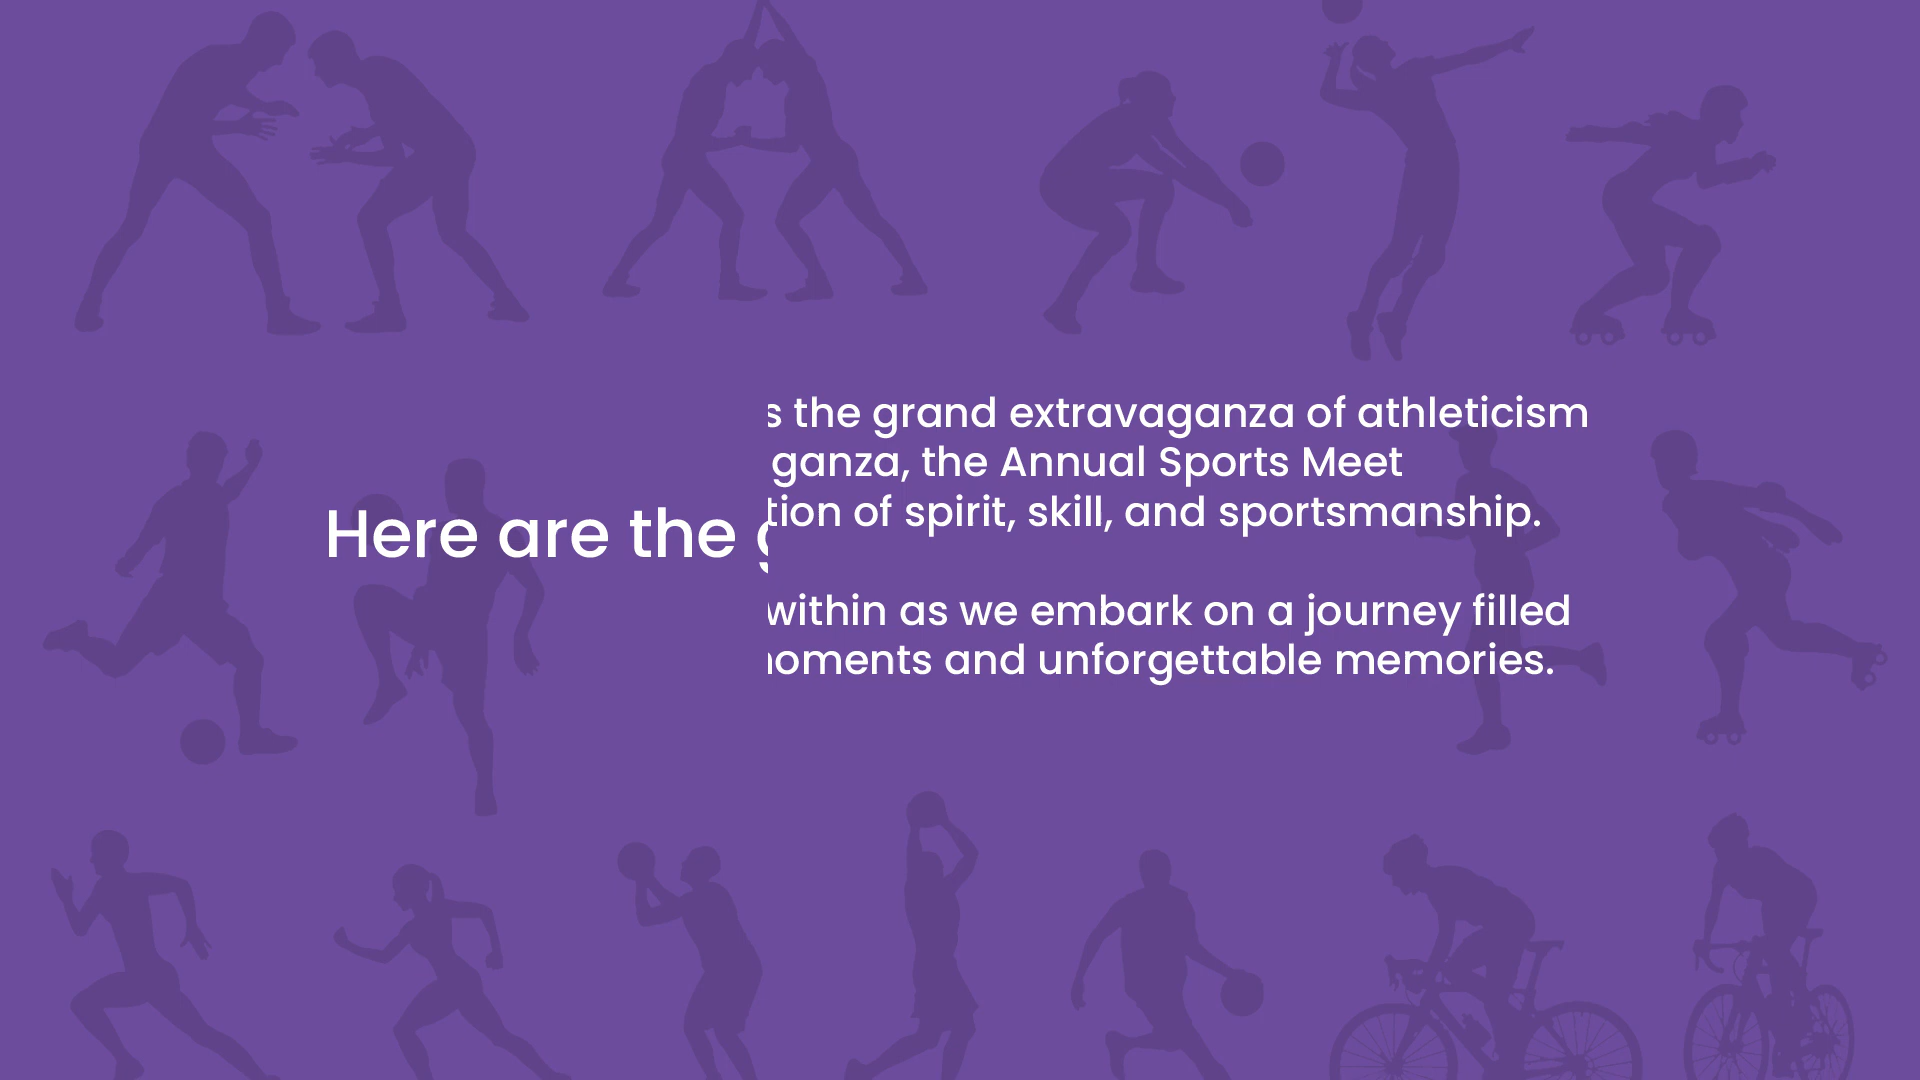 s the grand extravaganza of athleticism
ganza, the Annual Sports Meet
tion of spirit, skill, and sportsmanship.
Here are the
within as we embark on a journey filled
oments and unforgettable memories.